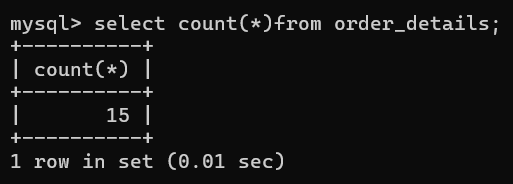 mysql> select count(*)from order_details;
+----------+
| count(*) |
+----------+
|       15 |
+----------+
1 row in set (0.01 sec)